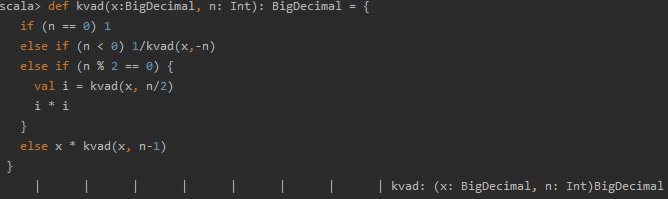 scala> def kvad(x:BigDecimal, n: Int): BigDecimal = {
  if (n == 0) 1
  else if (n < 0) 1/kvad(x,-n)
  else if (n % 2 == 0) {
    val i = kvad(x, n/2)
    i * i
  }
  else x * kvad(x, n-1)
}
     |     |     |     |     |     |     |     | kvad: (x: BigDecimal, n: Int)BigDecimal